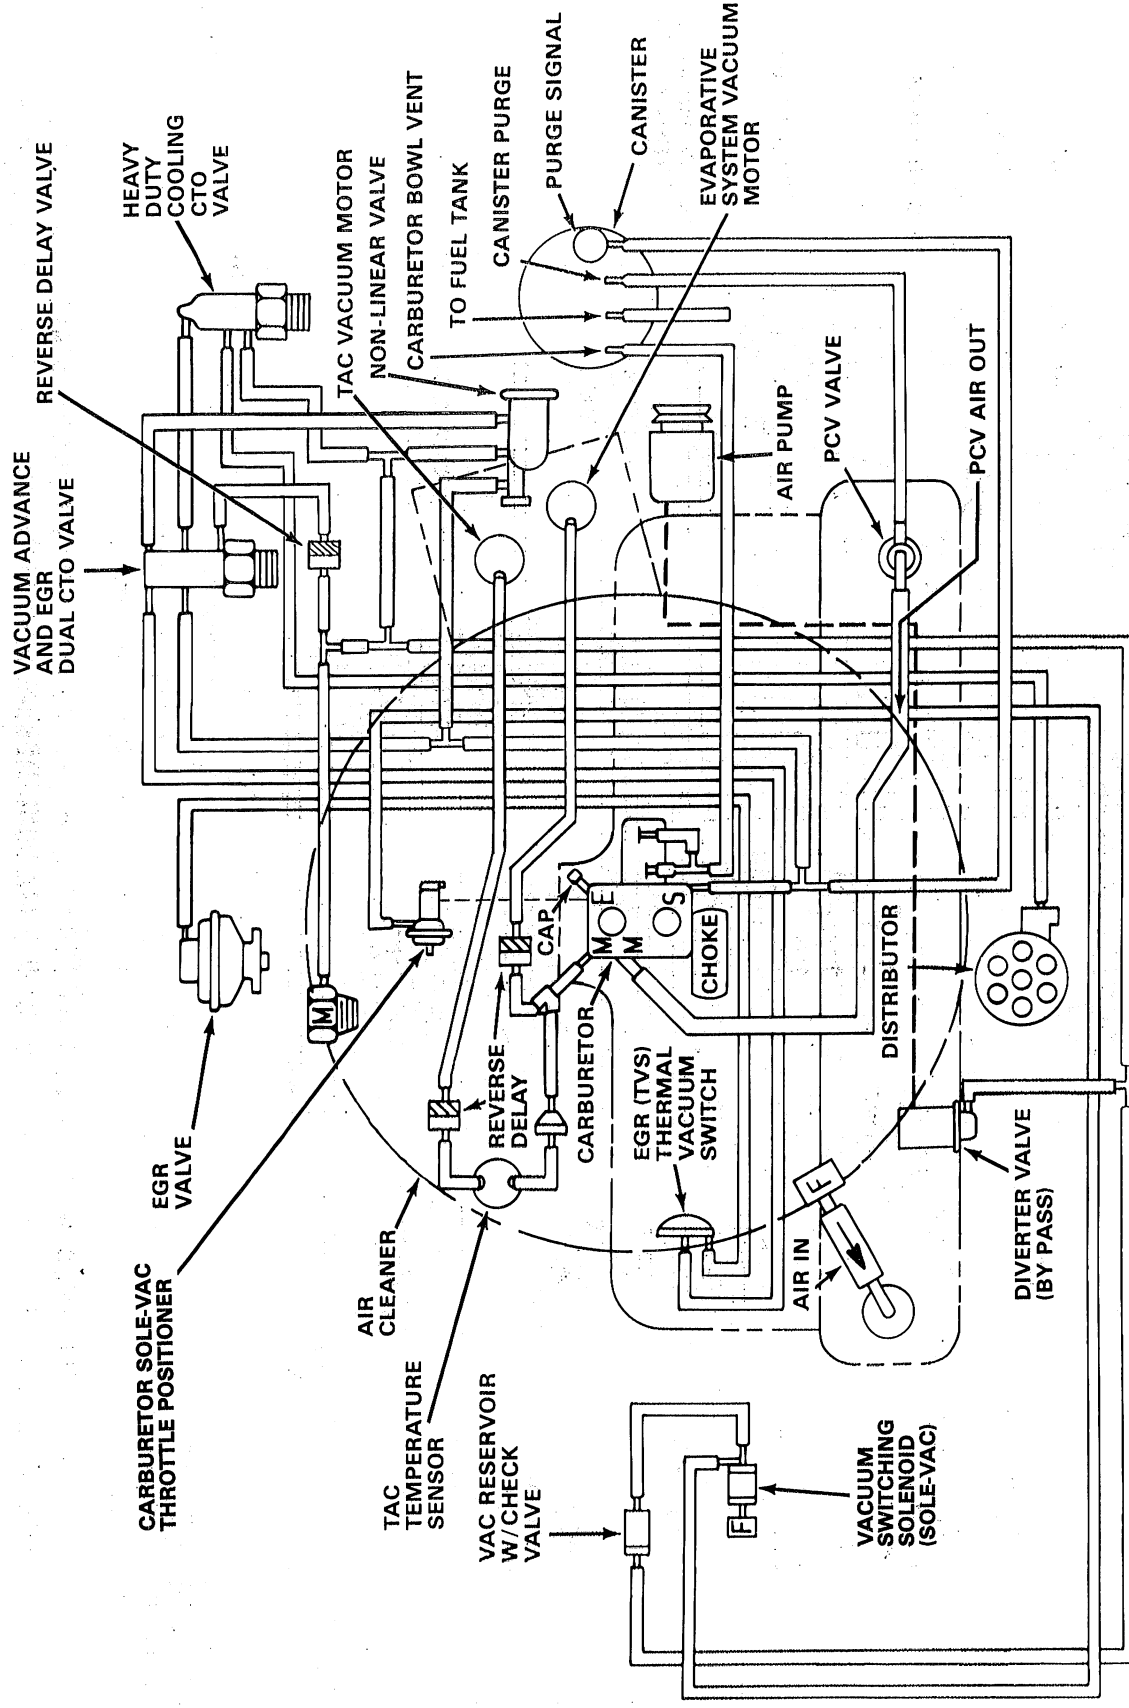 VACUUM ADVANCE
AND EGR
DUAL CTO VALVE
REVERSE DELAY VALVE
HEAVY
DUTY
COOLING
CTO
VALVE
TAC VACUUM MOTOR
NON-LINEAR VALVE
CARBURETOR BOWL VENT
TO FUEL TANK
CANISTER PURGE
PURGE SIGNAL
CANISTER
EVAPORATIVE
SYSTEM VACUUM
MOTOR
AIR PUMP
PCV VALVE
PCV AIR OUT
EGR
VALVE
M
CARBURETOR SOLE-VAC
THROTTLE POSITIONER
AIR
CLEANER
TAC
TEMPERATURE
SENSOR
REVERSE
DELAY
CAP
M
E
M
S
CHOKE
CARBURETOR
EGR (TVS)
THERMAL
VACUUM
SWITCH
DISTRIBUTOR
F
AIR IN
DIVERTER VALVE
(BY PASS)
VAC RESERVOIR
W/CHECK
VALVE
F
VACUUM
SWITCHING
SOLENOID
(SOLE-VAC)